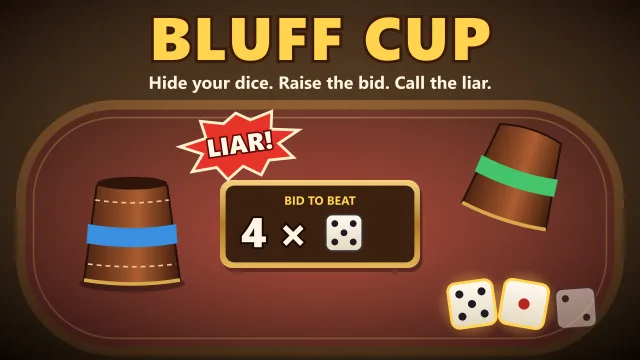 BLUFF CUP
Hide your dice. Raise the bid. Call the liar.
LIAR!
BID TO BEAT
4 ×